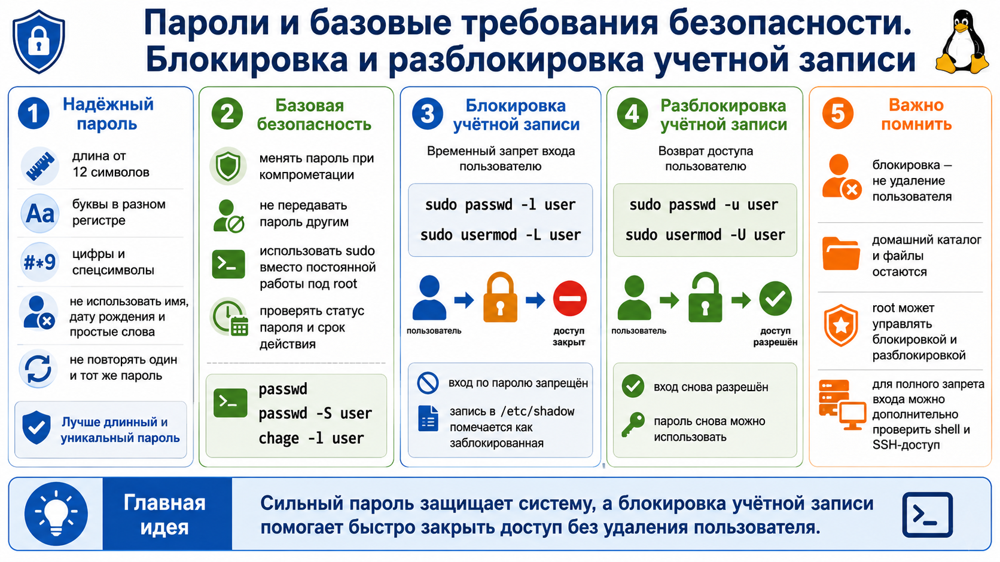 Пароли и базовые требования безопасности.
Блокировка и разблокировка учетной записи
1
Надёжный
пароль
длина от
12 символов
Aa
буквы в разном
регистре
#*9
цифры и
спецсимволы
не использовать имя,
дату рождения и
простые слова
не повторять один
и тот же пароль
Лучше длинный и
уникальный пароль
2
Базовая
безопасность
менять пароль при
компрометации
не передавать
пароль другим
>_
использовать sudo
вместо постоянной
работы под root
проверять статус
пароля и срок
действия
>_
passwd
passwd -S user
chage -l user
3
Блокировка
учётной записи
Временный запрет входа
пользователю
sudo passwd -l user
sudo usermod -L user
пользователь
доступ
закрыт
вход по паролю запрещён
запись в /etc/shadow
помечается как
заблокированная
4
Разблокировка
учётной записи
Возврат доступа
пользователю
sudo passwd -u user
sudo usermod -U user
пользователь
доступ
разрешён
вход снова разрешён
пароль снова можно
использовать
5
Важно
помнить
блокировка —
не удаление
пользователя
домашний каталог
и файлы
остаются
root может
управлять
блокировкой и
разблокировкой
для полного запрета
входа можно
дополнительно
проверить shell и
SSH-доступ
Главная
идея
Сильный пароль защищает систему, а блокировка учётной записи
помогает быстро закрыть доступ без удаления пользователя.
>_